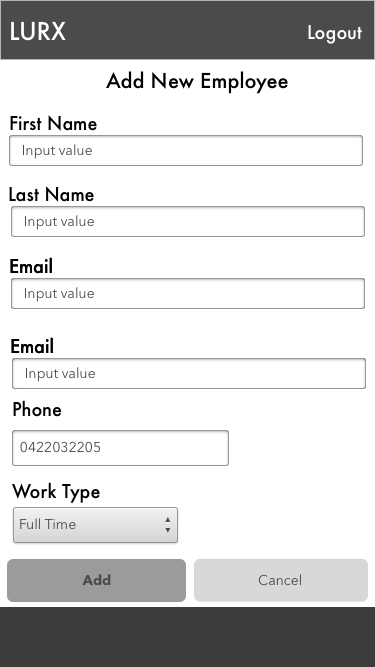 LURX
Logout
Add New Employee
First Name
Input value
Last Name
Input value
Email
Input value
Email
Input value
Phone
0422032205
Work Type
Full Time
Add
Cancel